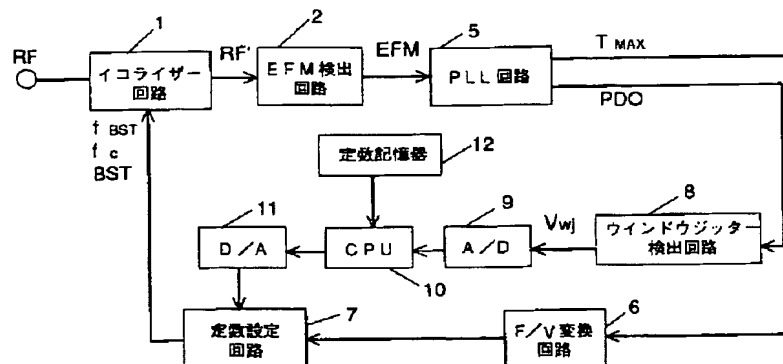 1
RF
イコライザー
回路
RF'
2
EFM検出
回路
EFM
5
PLL回路
T MAX
PDO
f BST
f c
BST
定数記憶器
12
11
D/A
CPU
10
9
A/D
Vwj
8
ウインドウジッター
検出回路
定数設定
回路
7
F/V変換
回路
6